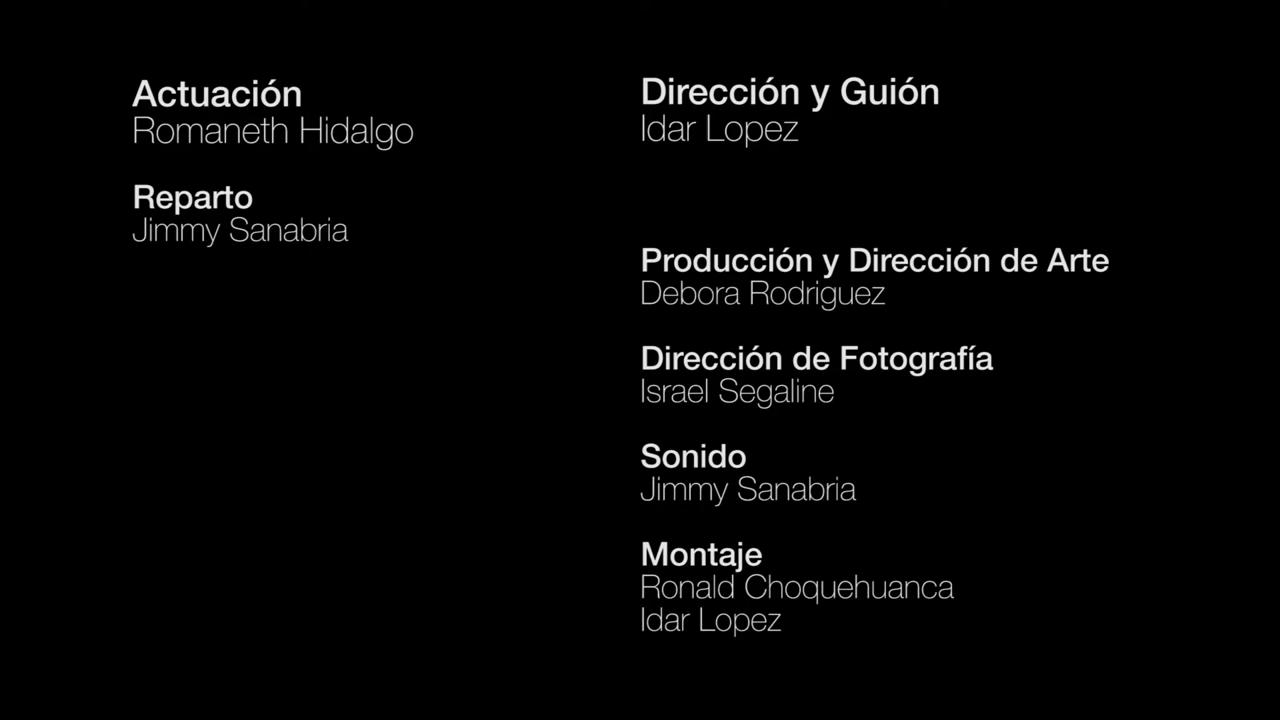 Actuación
Romaneth Hidalgo
Reparto
Jimmy Sanabria
Dirección y Guión
Idar Lopez
Producción y Dirección de Arte
Debora Rodriguez
Dirección de Fotografía
Israel Segaline
Sonido
Jimmy Sanabria
Montaje
Ronald Choquehuanca
Idar Lopez